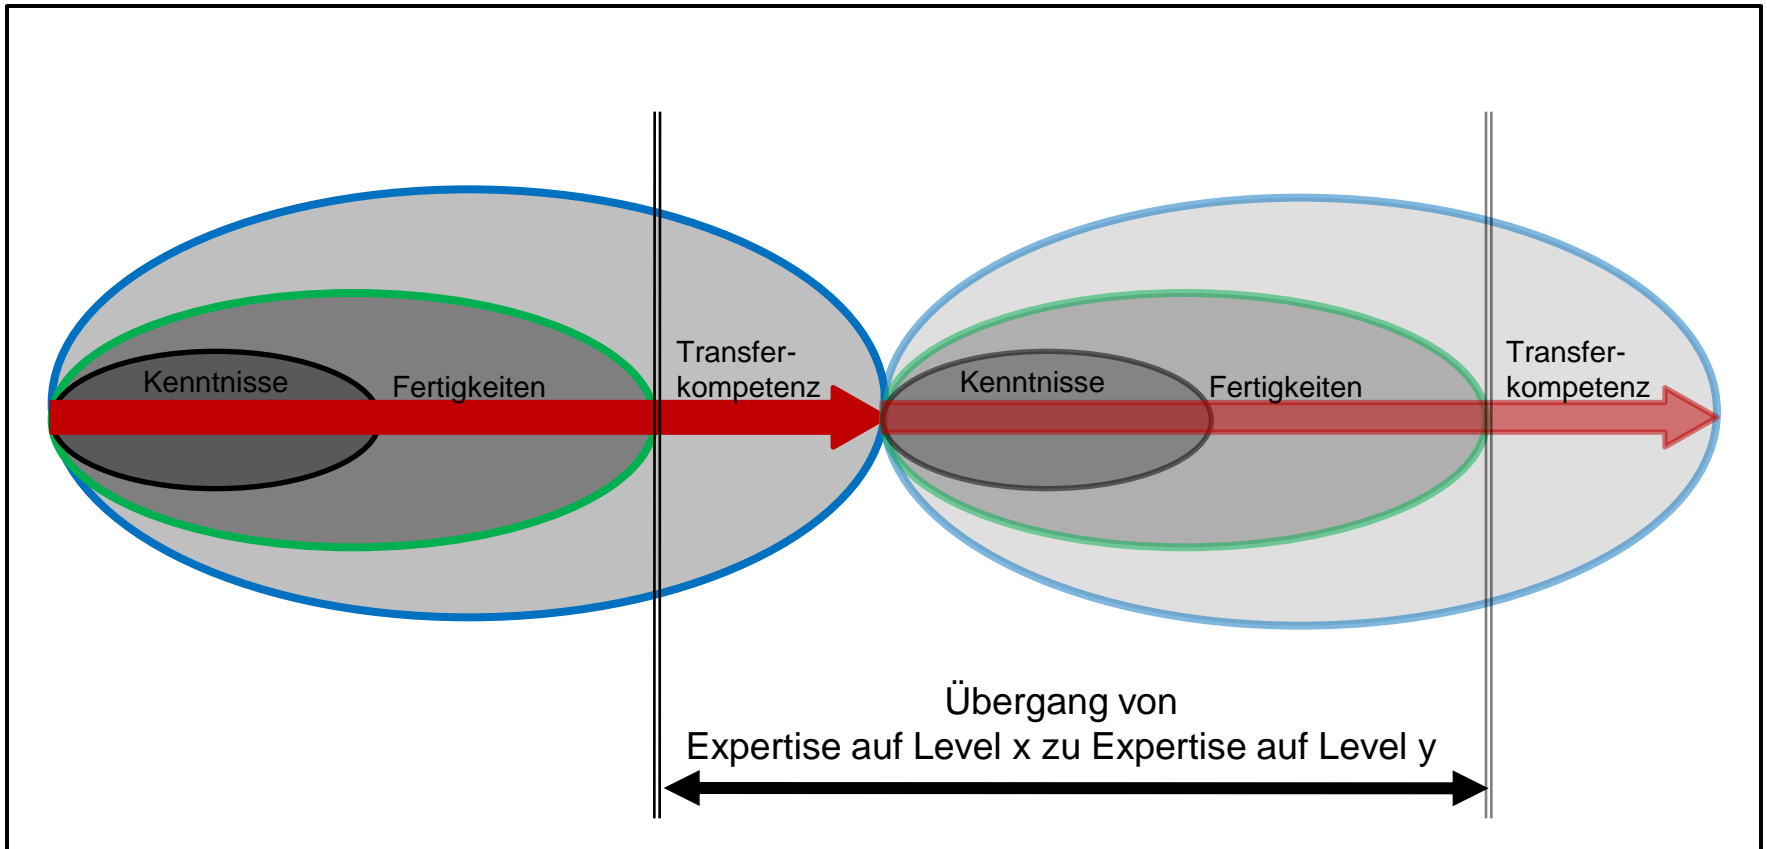 Kenntnisse
Fertigkeiten
Transfer-
kompetenz
Kenntnisse
Fertigkeiten
Transfer-
kompetenz
Übergang von
Expertise auf Level x zu Expertise auf Level y